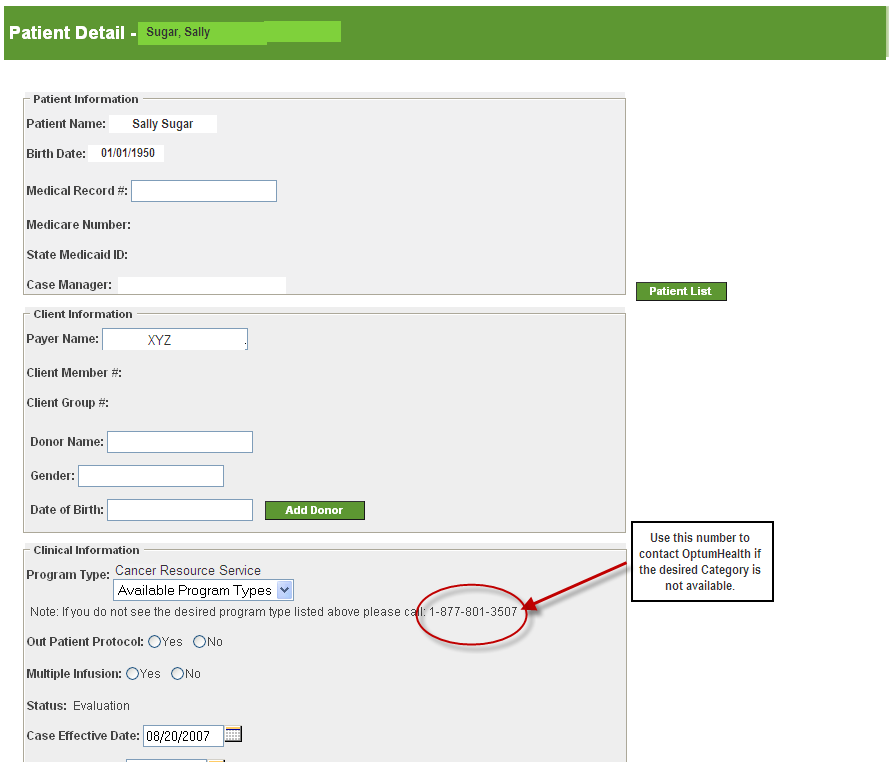 Patient Detail - Sugar, Sally
Patient Information
Patient Name: Sally Sugar
Birth Date: 01/01/1950
Medical Record #:
Medicare Number:
State Medicaid ID:
Case Manager:
Patient List
Client Information
Payer Name: XYZ
Client Member #:
Client Group #:
Donor Name:
Gender:
Date of Birth: Add Donor
Clinical Information
Program Type: Cancer Resource Service
Available Program Types
Note: If you do not see the desired program type listed above please call: 1-877-801-3507
Use this number to
contact OptumHealth if
the desired Category is
not available.
Out Patient Protocol: Yes No
Multiple Infusion: Yes No
Status: Evaluation
Case Effective Date: 08/20/2007